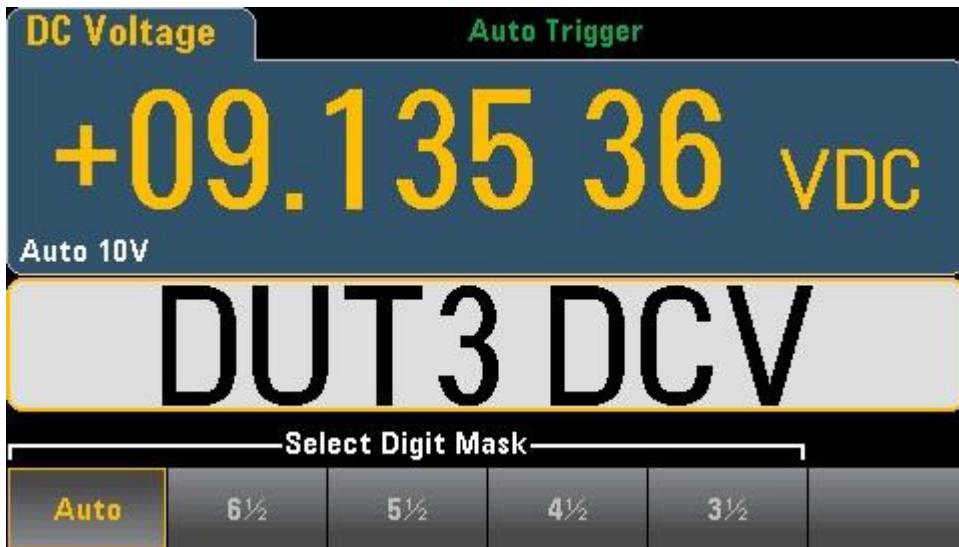 DC Voltage
Auto Trigger
+09.135 36 VDC
Auto 10V
DUT3 DCV
Select Digit Mask
Auto 6½ 5½ 4½ 3½